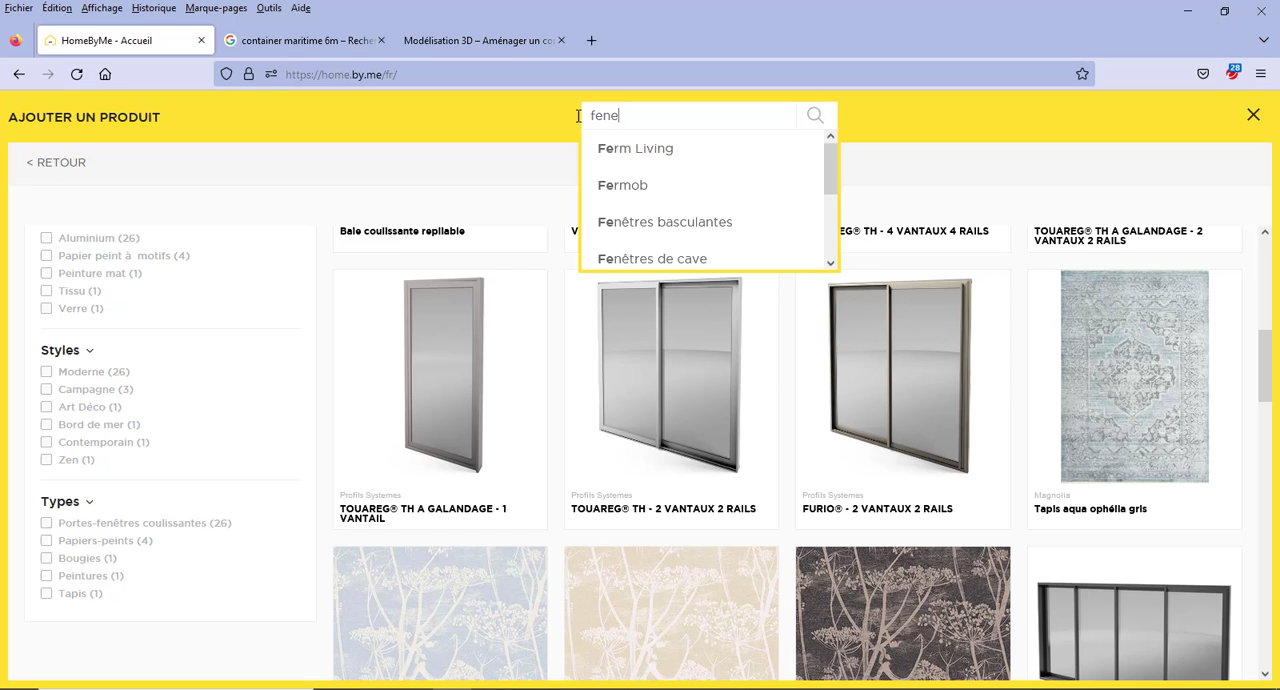 Fichier Édition Affichage Historique Marque-pages Outils Aide
HomeByMe - Accueil
container maritime 6m – Reche
Modélisation 3D – Aménager un co
https://home.by.me/fr/
28
AJOUTER UN PRODUIT
fene
< RETOUR
Ferm Living
Fermob
Fenêtres basculantes
Fenêtres de cave
Aluminium (26)
Papier peint à motifs (4)
Peinture mat (1)
Tissu (1)
Verre (1)
Styles
Moderne (26)
Campagne (3)
Art Déco (1)
Bord de mer (1)
Contemporain (1)
Zen (1)
Types
Portes-fenêtres coulissantes (26)
Papiers-peints (4)
Bougies (1)
Peintures (1)
Tapis (1)
Baie coulissante repliable
® TH - 4 VANTAUX 4 RAILS
TOUAREG® TH A GALANDAGE - 2
VANTAUX 2 RAILS
Profils Systemes
TOUAREG® TH A GALANDAGE - 1
VANTAIL
Profils Systemes
TOUAREG® TH - 2 VANTAUX 2 RAILS
Profils Systemes
FURIO® - 2 VANTAUX 2 RAILS
Magnolia
Tapis aqua ophélia gris